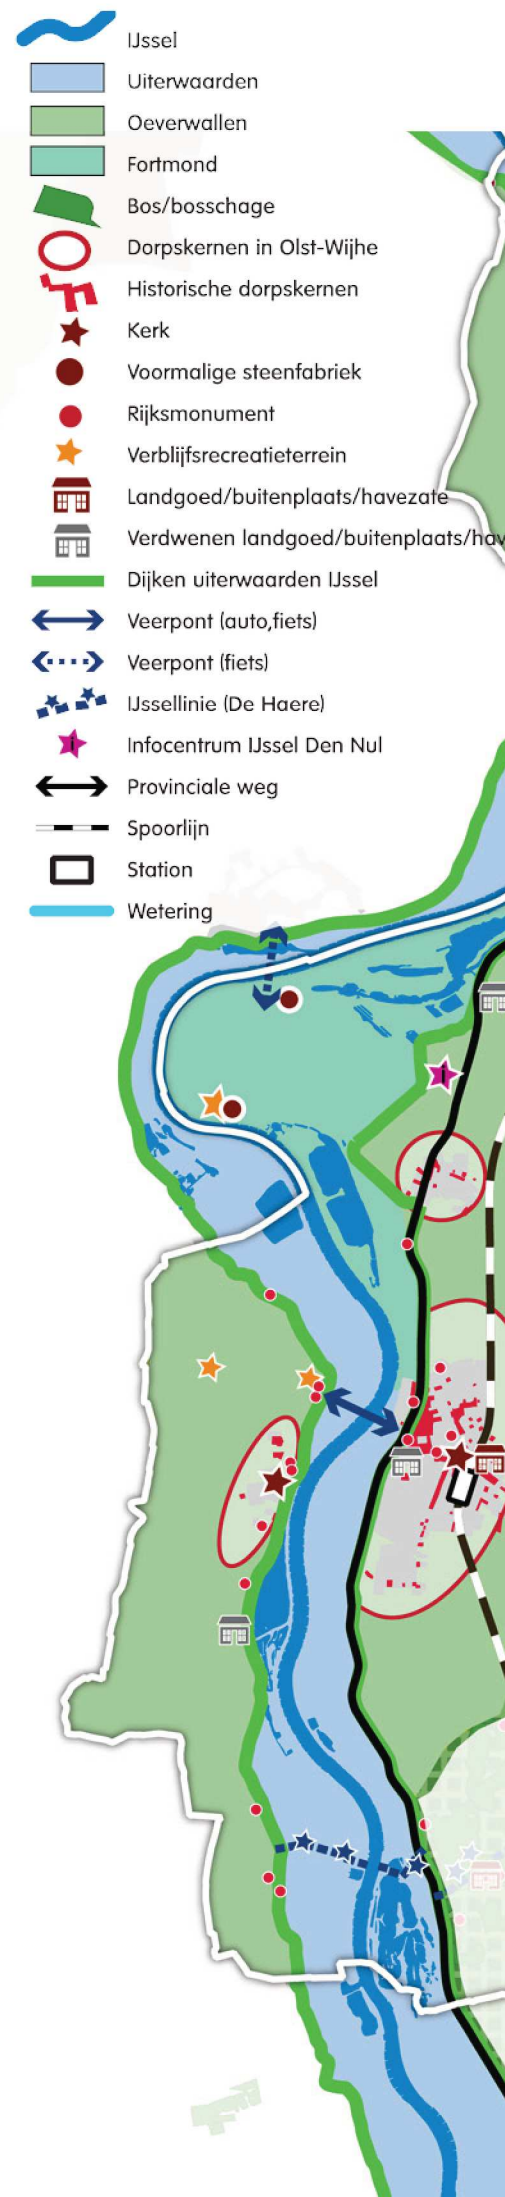 IJssel
Uiterwaarden
Oeverwallen
Fortmond
Bos/bosschage
Dorpskernen in Olst-Wijhe
Historische dorpskernen
Kerk
Voormalige steenfabriek
Rijksmonument
Verblijfsrecreatieterrein
Landgoed/buitenplaats/havezate
Verdwenen landgoed/buitenplaats/hav
Dijken uiterwaarden IJssel
Veerpont (auto,fiets)
Veerpont (fiets)
IJssellinie (De Haere)
i Infocentrum IJssel Den Nul
Provinciale weg
Spoorlijn
Station
Wetering
i